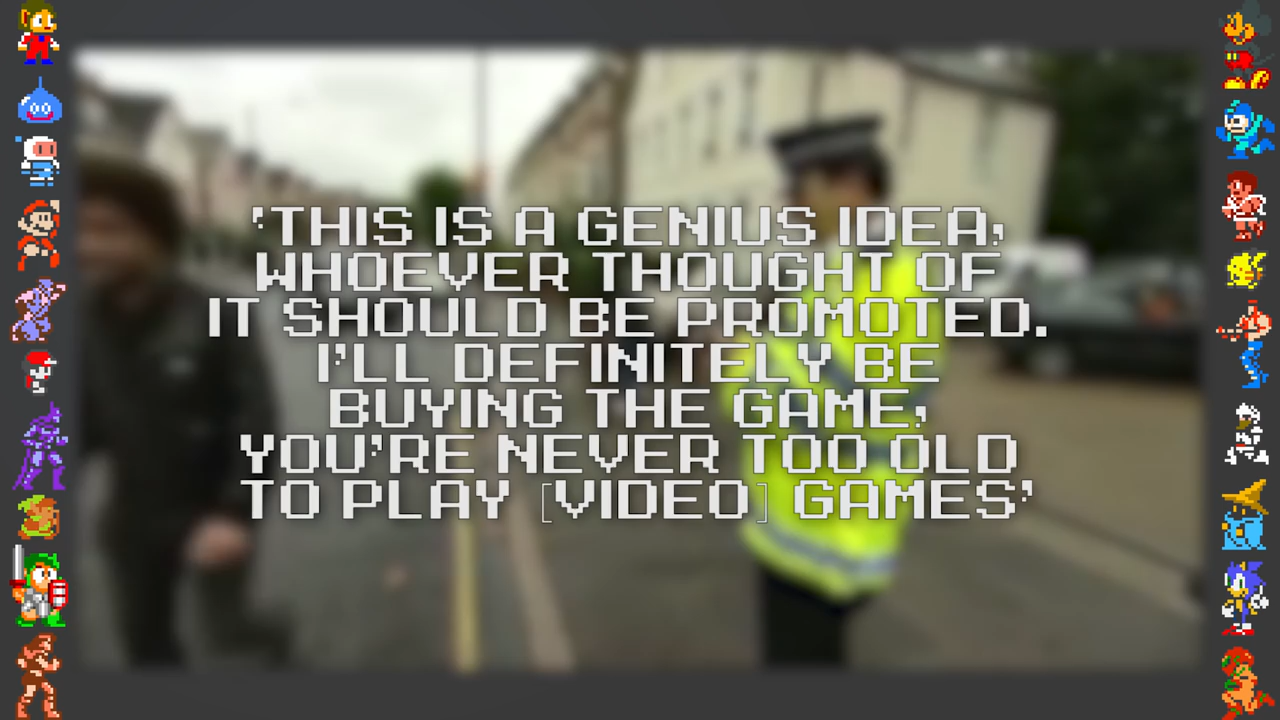 'THIS IS A GENIUS IDEA,
WHOEVER THOUGHT OF
IT SHOULD BE PROMOTED.
I'LL DEFINITELY BE
BUYING THE GAME,
YOU'RE NEVER TOO OLD
TO PLAY [VIDEO] GAMES'